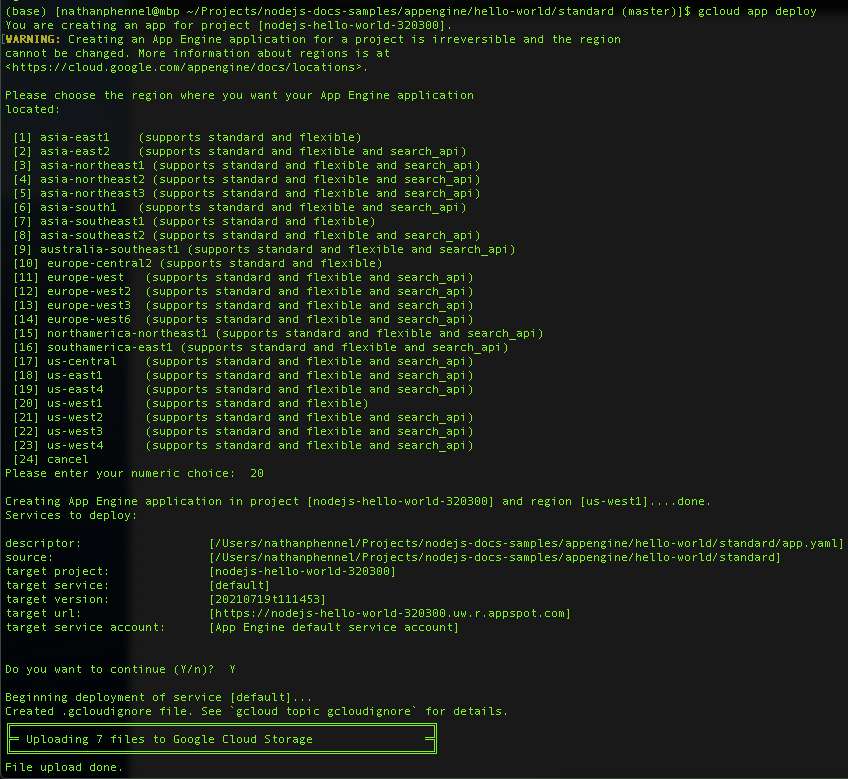 (base) [nathanphennel@mbp ~/Projects/nodejs-docs-samples/appengine/hello-world/standard (master)]$ gcloud app deploy
You are creating an app for project [nodejs-hello-world-320300].
WARNING: Creating an App Engine application for a project is irreversible and the region
cannot be changed. More information about regions is at
<https://cloud.google.com/appengine/docs/locations>.
Please choose the region where you want your App Engine application
located:
[1] asia-east1    (supports standard and flexible)
[2] asia-east2    (supports standard and flexible and search_api)
[3] asia-northeast1 (supports standard and flexible and search_api)
[4] asia-northeast2 (supports standard and flexible and search_api)
[5] asia-northeast3 (supports standard and flexible and search_api)
[6] asia-south1   (supports standard and flexible and search_api)
[7] asia-southeast1 (supports standard and flexible)
[8] asia-southeast2 (supports standard and flexible and search_api)
[9] australia-southeast1 (supports standard and flexible and search_api)
[10] europe-central2 (supports standard and flexible)
[11] europe-west   (supports standard and flexible and search_api)
[12] europe-west2  (supports standard and flexible and search_api)
[13] europe-west3  (supports standard and flexible and search_api)
[14] europe-west6  (supports standard and flexible and search_api)
[15] northamerica-northeast1 (supports standard and flexible and search_api)
[16] southamerica-east1 (supports standard and flexible and search_api)
[17] us-central    (supports standard and flexible and search_api)
[18] us-east1      (supports standard and flexible and search_api)
[19] us-east4      (supports standard and flexible and search_api)
[20] us-west1      (supports standard and flexible)
[21] us-west2      (supports standard and flexible and search_api)
[22] us-west3      (supports standard and flexible and search_api)
[23] us-west4      (supports standard and flexible and search_api)
[24] cancel
Please enter your numeric choice:  20
Creating App Engine application in project [nodejs-hello-world-320300] and region [us-west1]....done.
Services to deploy:
descriptor:                  [/Users/nathanphennel/Projects/nodejs-docs-samples/appengine/hello-world/standard/app.yaml]
source:                      [/Users/nathanphennel/Projects/nodejs-docs-samples/appengine/hello-world/standard]
target project:              [nodejs-hello-world-320300]
target service:              [default]
target version:              [20210719t111453]
target url:                  [https://nodejs-hello-world-320300.uw.r.appspot.com]
target service account:      [App Engine default service account]
Do you want to continue (Y/n)?  Y
Beginning deployment of service [default]...
Created .gcloudignore file. See `gcloud topic gcloudignore` for details.
Uploading 7 files to Google Cloud Storage
File upload done.